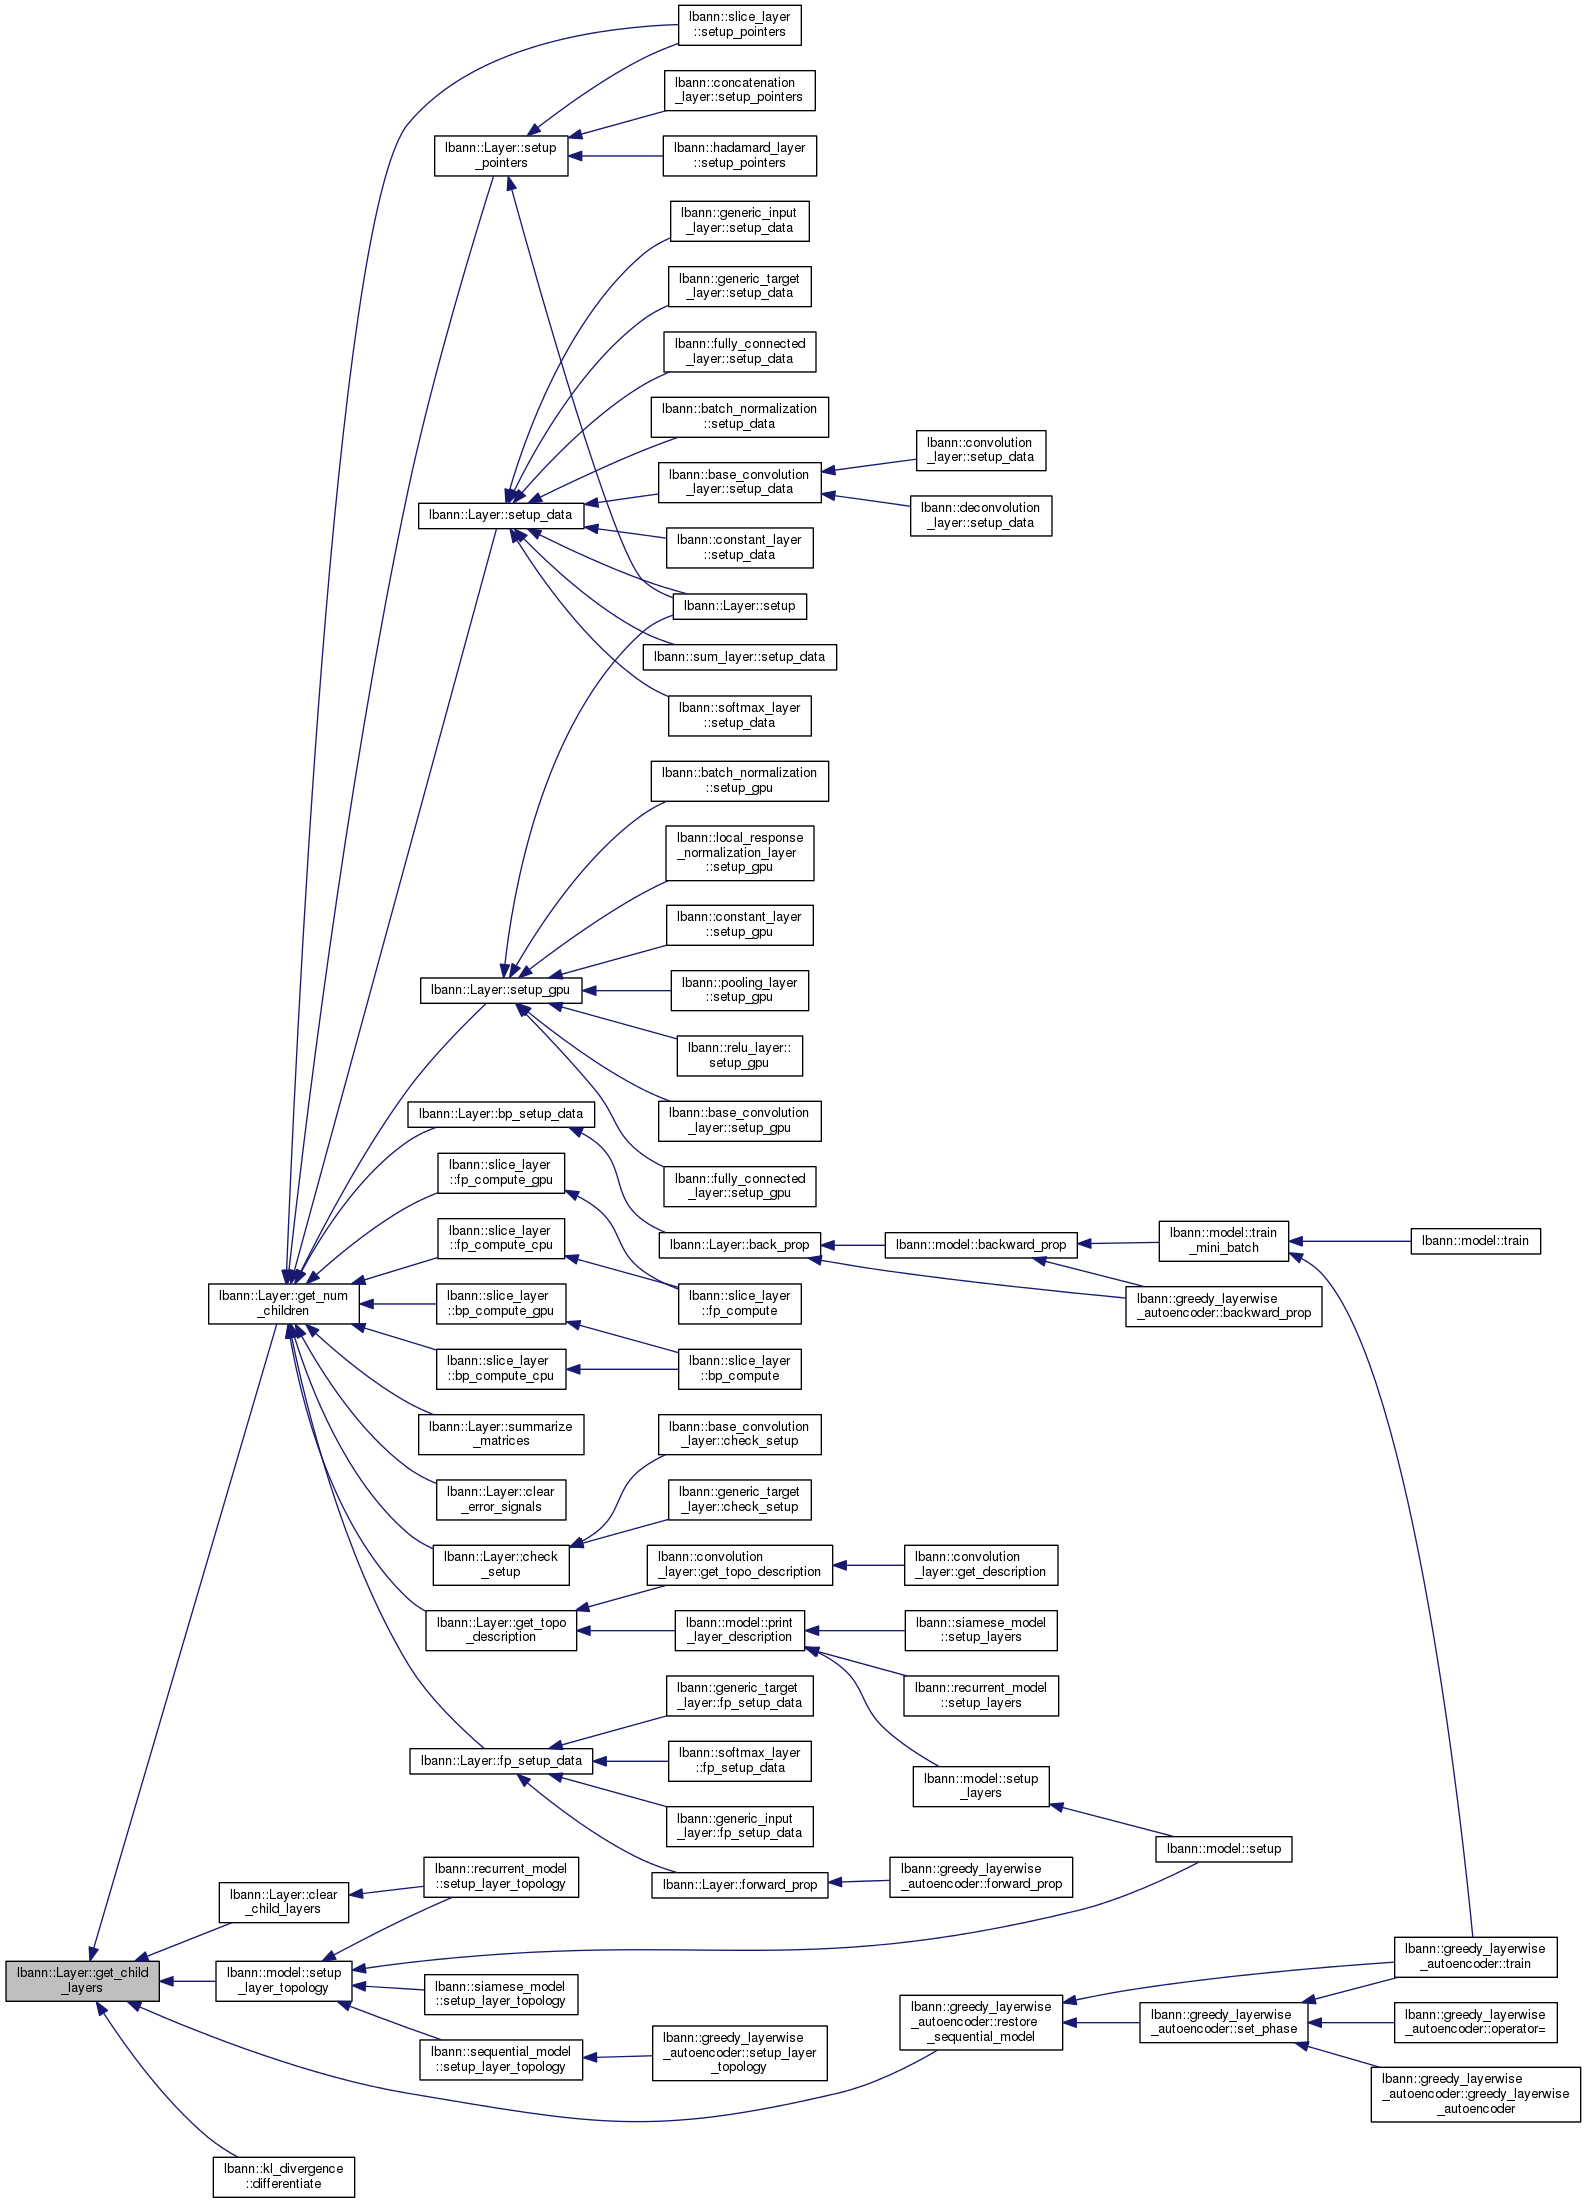 lbann::slice_layer
::setup_pointers
lbann::concatenation
_layer::setup_pointers
lbann::Layer::setup
_pointers
lbann::hadamard_layer
::setup_pointers
lbann::generic_input
_layer::setup_data
lbann::generic_target
_layer::setup_data
lbann::fully_connected
_layer::setup_data
lbann::batch_normalization
::setup_data
lbann::convolution
_layer::setup_data
lbann::base_convolution
_layer::setup_data
lbann::Layer::setup_data
lbann::deconvolution
_layer::setup_data
lbann::constant_layer
::setup_data
lbann::Layer::setup
lbann::sum_layer::setup_data
lbann::softmax_layer
::setup_data
lbann::batch_normalization
::setup_gpu
lbann::local_response
_normalization_layer
::setup_gpu
lbann::constant_layer
::setup_gpu
lbann::Layer::setup_gpu
lbann::pooling_layer
::setup_gpu
lbann::relu_layer::
setup_gpu
lbann::Layer::bp_setup_data
lbann::base_convolution
_layer::setup_gpu
lbann::slice_layer
::fp_compute_gpu
lbann::fully_connected
_layer::setup_gpu
lbann::slice_layer
::fp_compute_cpu
lbann::Layer::back_prop
lbann::model::backward_prop
lbann::model::train
_mini_batch
lbann::model::train
lbann::Layer::get_num
_children
lbann::slice_layer
::bp_compute_gpu
lbann::slice_layer
::fp_compute
lbann::greedy_layerwise
_autoencoder::backward_prop
lbann::slice_layer
::bp_compute_cpu
lbann::slice_layer
::bp_compute
lbann::Layer::summarize
_matrices
lbann::base_convolution
_layer::check_setup
lbann::Layer::clear
_error_signals
lbann::generic_target
_layer::check_setup
lbann::Layer::check
_setup
lbann::convolution
_layer::get_topo_description
lbann::convolution
_layer::get_description
lbann::Layer::get_topo
_description
lbann::model::print
_layer_description
lbann::siamese_model
::setup_layers
lbann::generic_target
_layer::fp_setup_data
lbann::recurrent_model
::setup_layers
lbann::Layer::fp_setup_data
lbann::softmax_layer
::fp_setup_data
lbann::model::setup
_layers
lbann::generic_input
_layer::fp_setup_data
lbann::model::setup
lbann::recurrent_model
::setup_layer_topology
lbann::Layer::forward_prop
lbann::greedy_layerwise
_autoencoder::forward_prop
lbann::Layer::clear
_child_layers
lbann::greedy_layerwise
_autoencoder::train
lbann::Layer::get_child
_layers
lbann::model::setup
_layer_topology
lbann::siamese_model
::setup_layer_topology
lbann::greedy_layerwise
_autoencoder::restore
_sequential_model
lbann::greedy_layerwise
_autoencoder::set_phase
lbann::greedy_layerwise
_autoencoder::operator=
lbann::sequential_model
::setup_layer_topology
lbann::greedy_layerwise
_autoencoder::setup_layer
_topology
lbann::greedy_layerwise
_autoencoder::greedy_layerwise
_autoencoder
lbann::kl_divergence
::differentiate